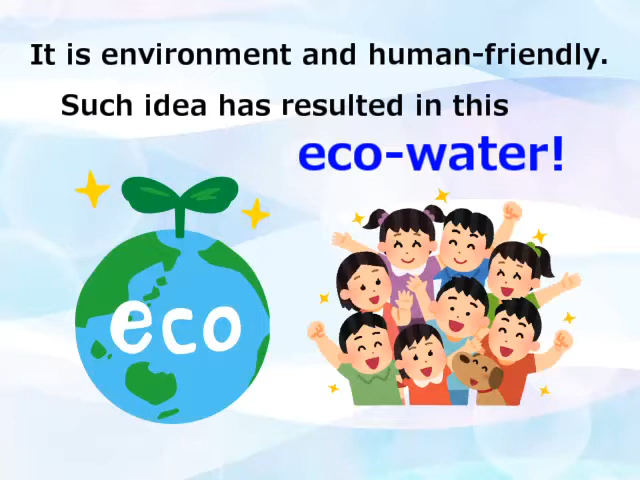 It is environment and human-friendly.
Such idea has resulted in this
eco-water!
eco